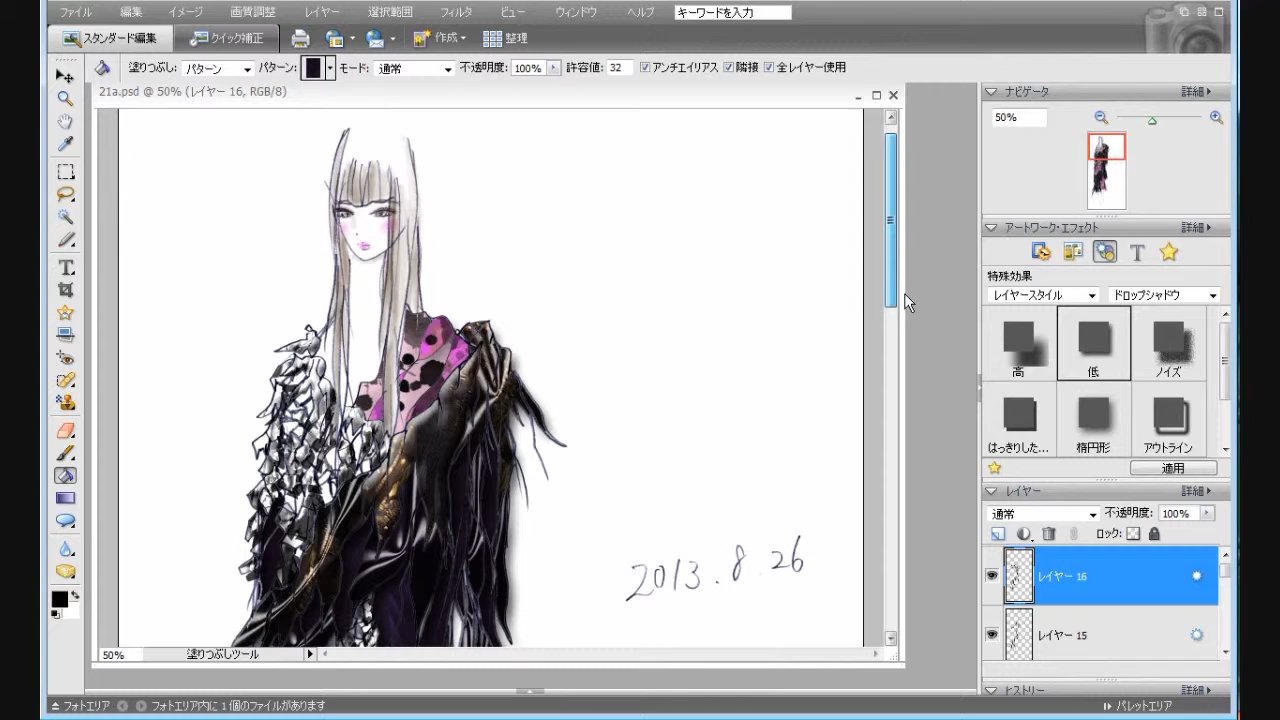 ファイル 編集 イメージ 画質調整 レイヤー 選択範囲 フィルタ ビュー ウィンドウ ヘルプ キーワードを入力
スタンダード編集 クイック補正 作成 整理
塗りつぶし: パターン パターン: モード: 通常 不透明度: 100% 許容値: 32 アンチエイリアス 隣接 全レイヤー使用
21a.psd @ 50% (レイヤー 16, RGB/8)
2013.8.26
50% 塗りつぶしツール
ナビゲータ 詳細
50%
アートワーク・エフェクト 詳細
T
特殊効果
レイヤースタイル ドロップシャドウ
高 低 ノイズ
はっきりした... 楕円形 アウトライン
適用
レイヤー 詳細
通常 不透明度: 100%
ロック:
レイヤー 16
レイヤー 15
ヒストリー 詳細
フォトエリア フォトエリア内に 1 個のファイルがあります パレットエリア